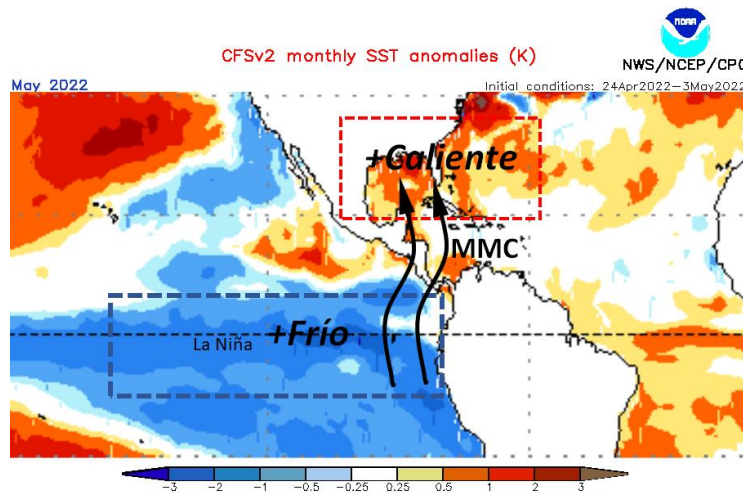 NOAA
CFSv2 monthly SST anomalies (K)
NWS/NCEP/CPC
May 2022
Initial conditions: 24Apr2022-3May2022
+Caliente
MMC
La Niña
+Frío
-3 -2 -1 -0.5 -0.25 0.25 0.5 1 2 3